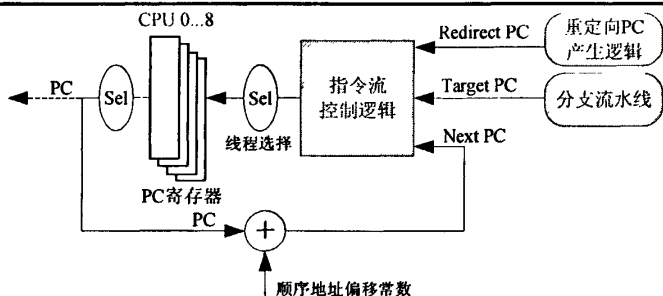 CPU 0...8
Redirect PC
重定向PC
产生逻辑
PC
Sel
Sel
指令流
控制逻辑
Target PC
分支流水线
线程选择
Next PC
PC寄存器
PC
+
顺序地址偏移常数